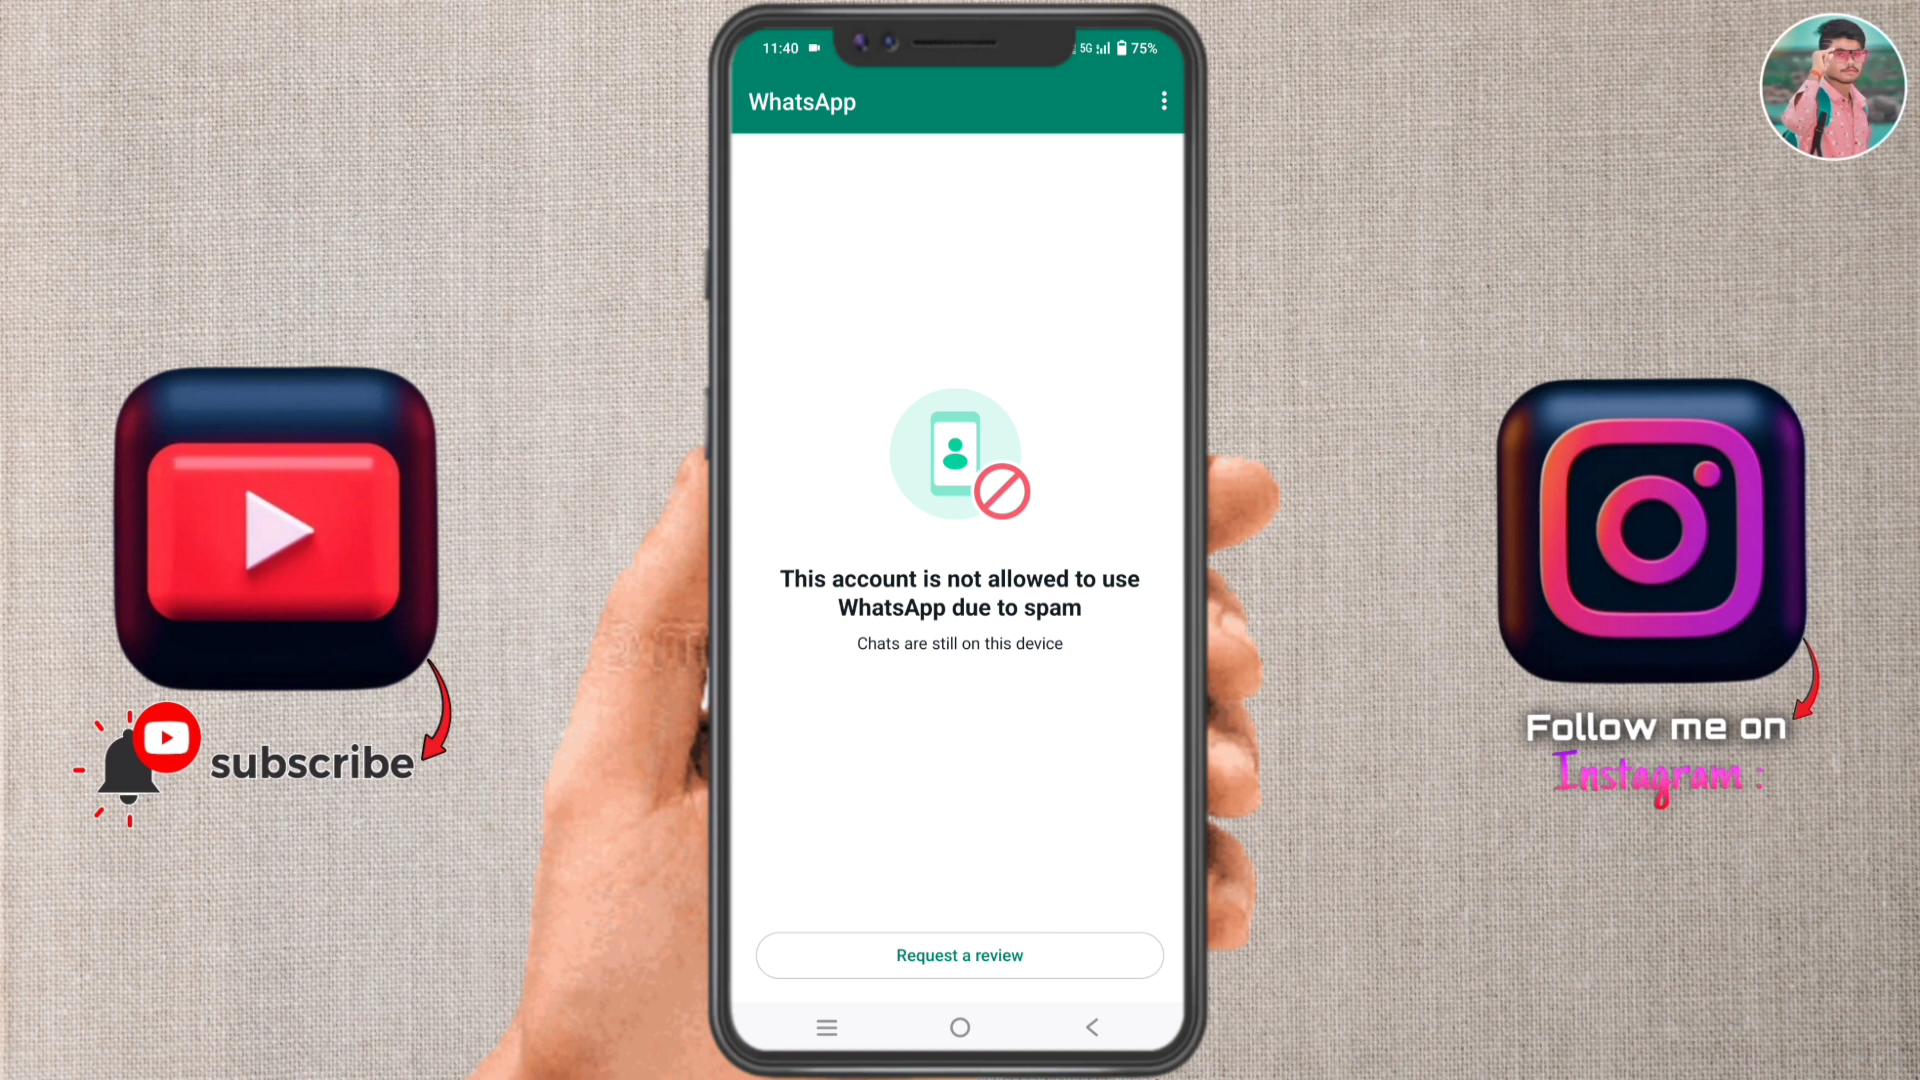 11:40
5G
75%
WhatsApp
This account is not allowed to use
WhatsApp due to spam
Chats are still on this device
Request a review
subscribe
Follow me on
Instagram :